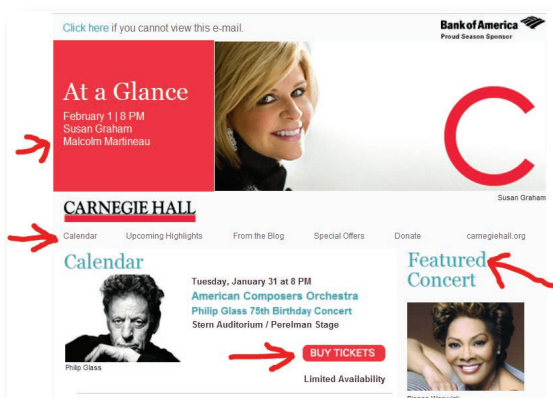 Click here if you cannot view this e-mail.
Bank of America
Proud Season Sponsor
At a Glance
February 1 | 8 PM
Susan Graham
Malcolm Martineau
Susan Graham
CARNEGIE HALL
Calendar Upcoming Highlights From the Blog Special Offers Donate carnegiehall.org
Calendar
Tuesday, January 31 at 8 PM
American Composers Orchestra
Philip Glass 75th Birthday Concert
Stern Auditorium / Perelman Stage
BUY TICKETS
Limited Availability
Philip Glass
Featured
Concert